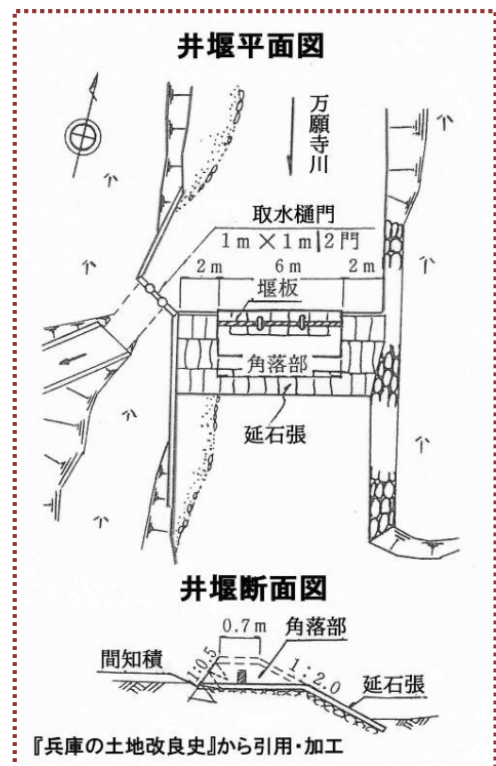 井堰平面図
万願寺川
取水樋門
1m×1m 2門
2m 6m 2m
堰板
角落部
延石張
井堰断面図
0.7m
角落部
間知積
1:0.5
1:2.0
延石張
『兵庫の土地改良史』から引用・加工